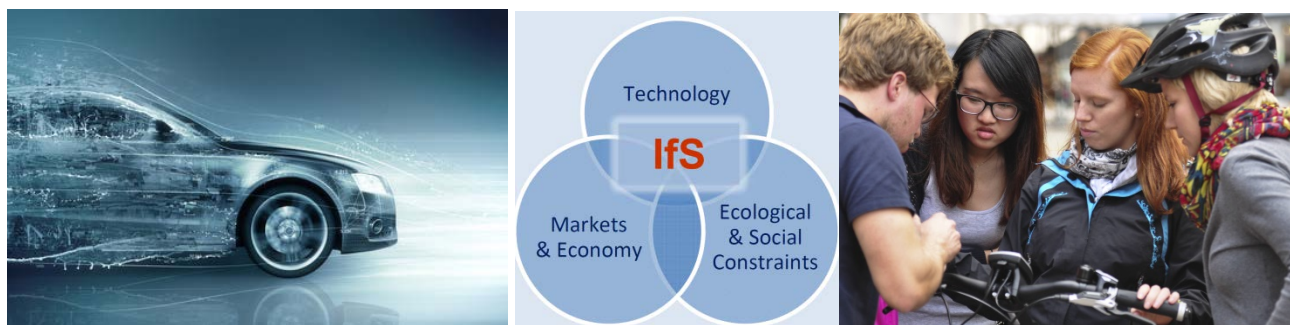 Technology
IfS
Markets
& Economy
Ecological
& Social
Constraints